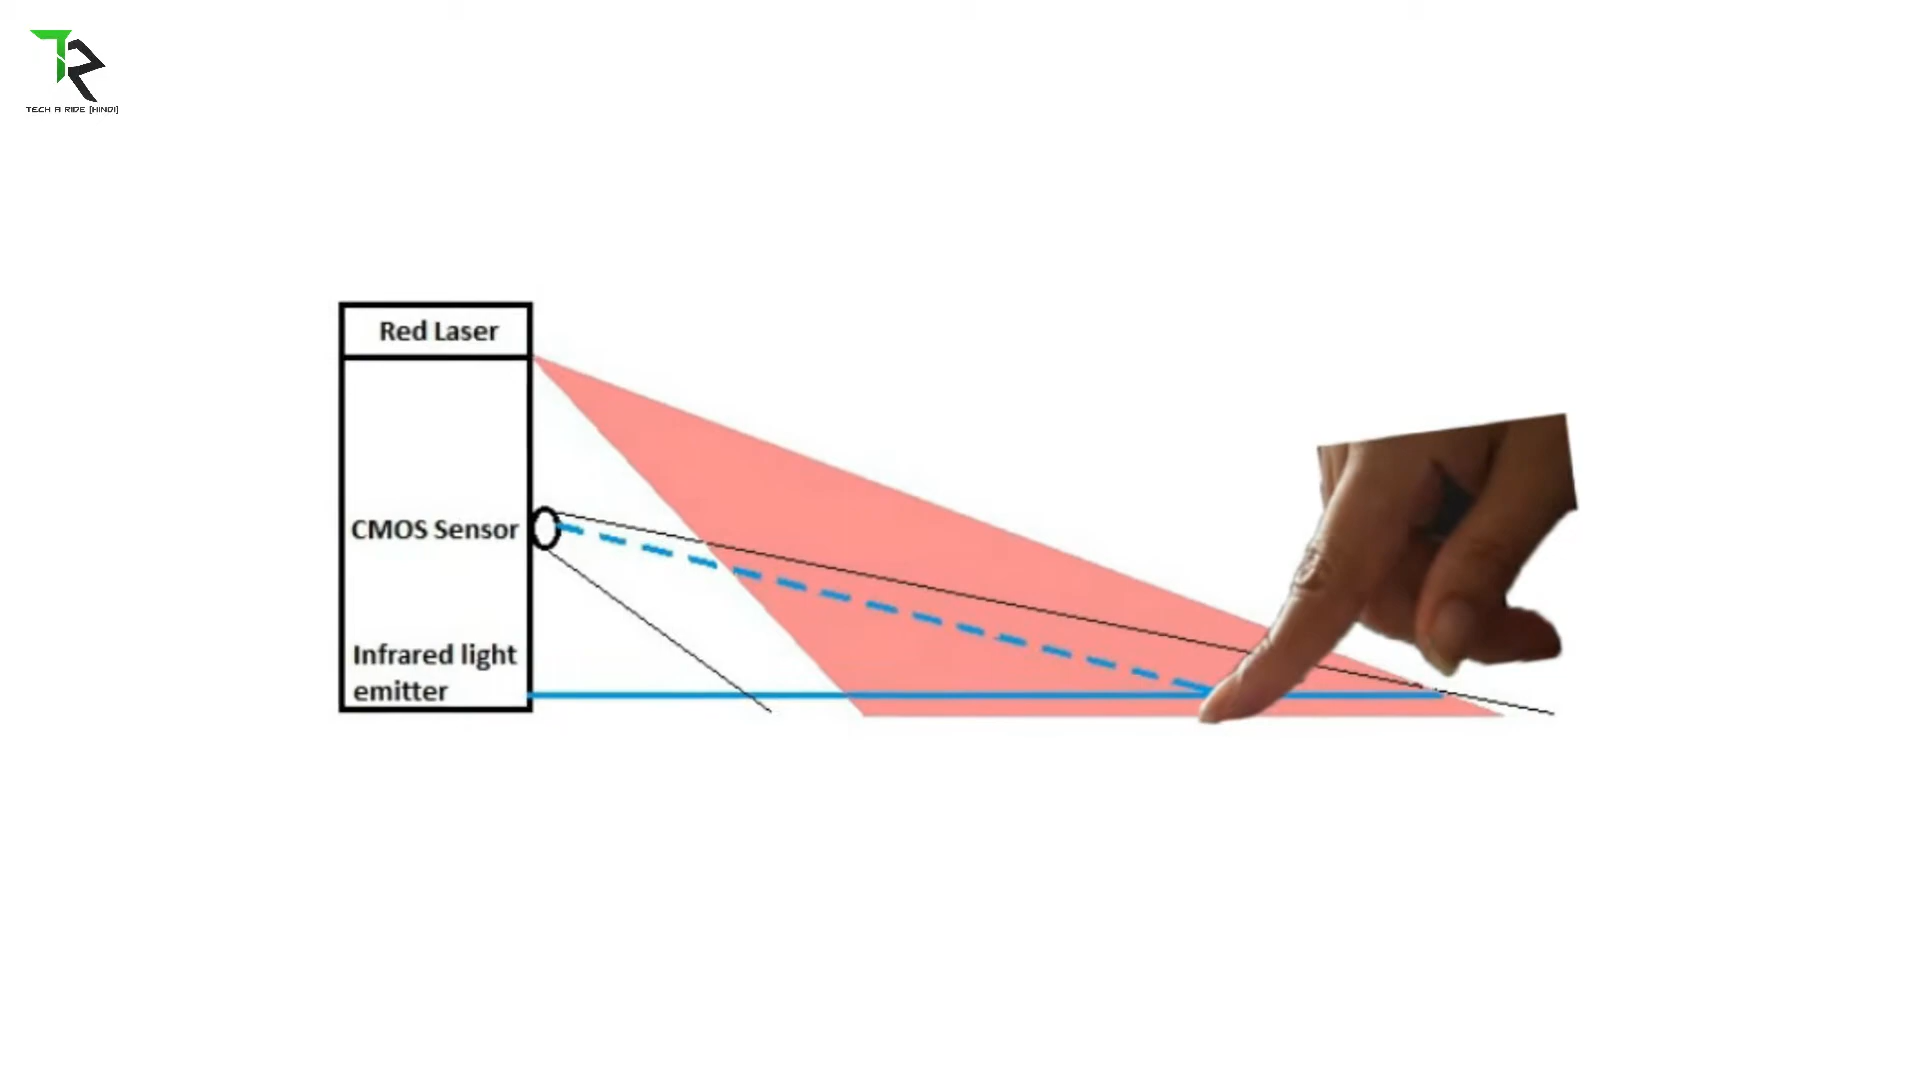 TECH A RIDE [HINDI]
Red Laser
CMOS Sensor
Infrared light
emitter